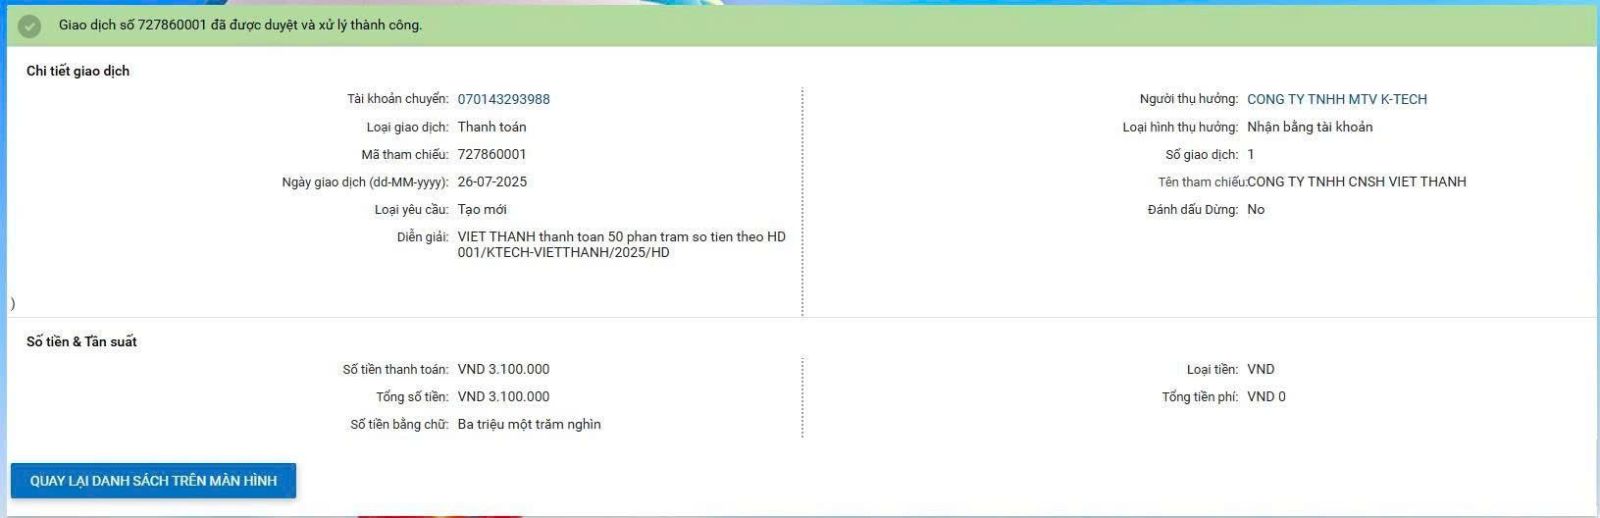 Giao dịch số 727860001 đã được duyệt và xử lý thành công.
Chi tiết giao dịch
Tài khoản chuyển: 070143293988
Loại giao dịch: Thanh toán
Mã tham chiếu: 727860001
Ngày giao dịch (dd-MM-yyyy): 26-07-2025
Loại yêu cầu: Tạo mới
Diễn giải: VIET THANH thanh toan 50 phan tram so tien theo HD
001/KTECH-VIETTHANH/2025/HD
Người thụ hưởng: CONG TY TNHH MTV K-TECH
Loại hình thụ hưởng: Nhận bằng tài khoản
Số giao dịch: 1
Tên tham chiếu:CONG TY TNHH CNSH VIET THANH
Đánh dấu Dừng: No
)
Số tiền & Tần suất
Số tiền thanh toán: VND 3.100.000
Tổng số tiền: VND 3.100.000
Số tiền bằng chữ: Ba triệu một trăm nghìn
Loại tiền: VND
Tổng tiền phí: VND 0
QUAY LẠI DANH SÁCH TRÊN MÀN HÌNH